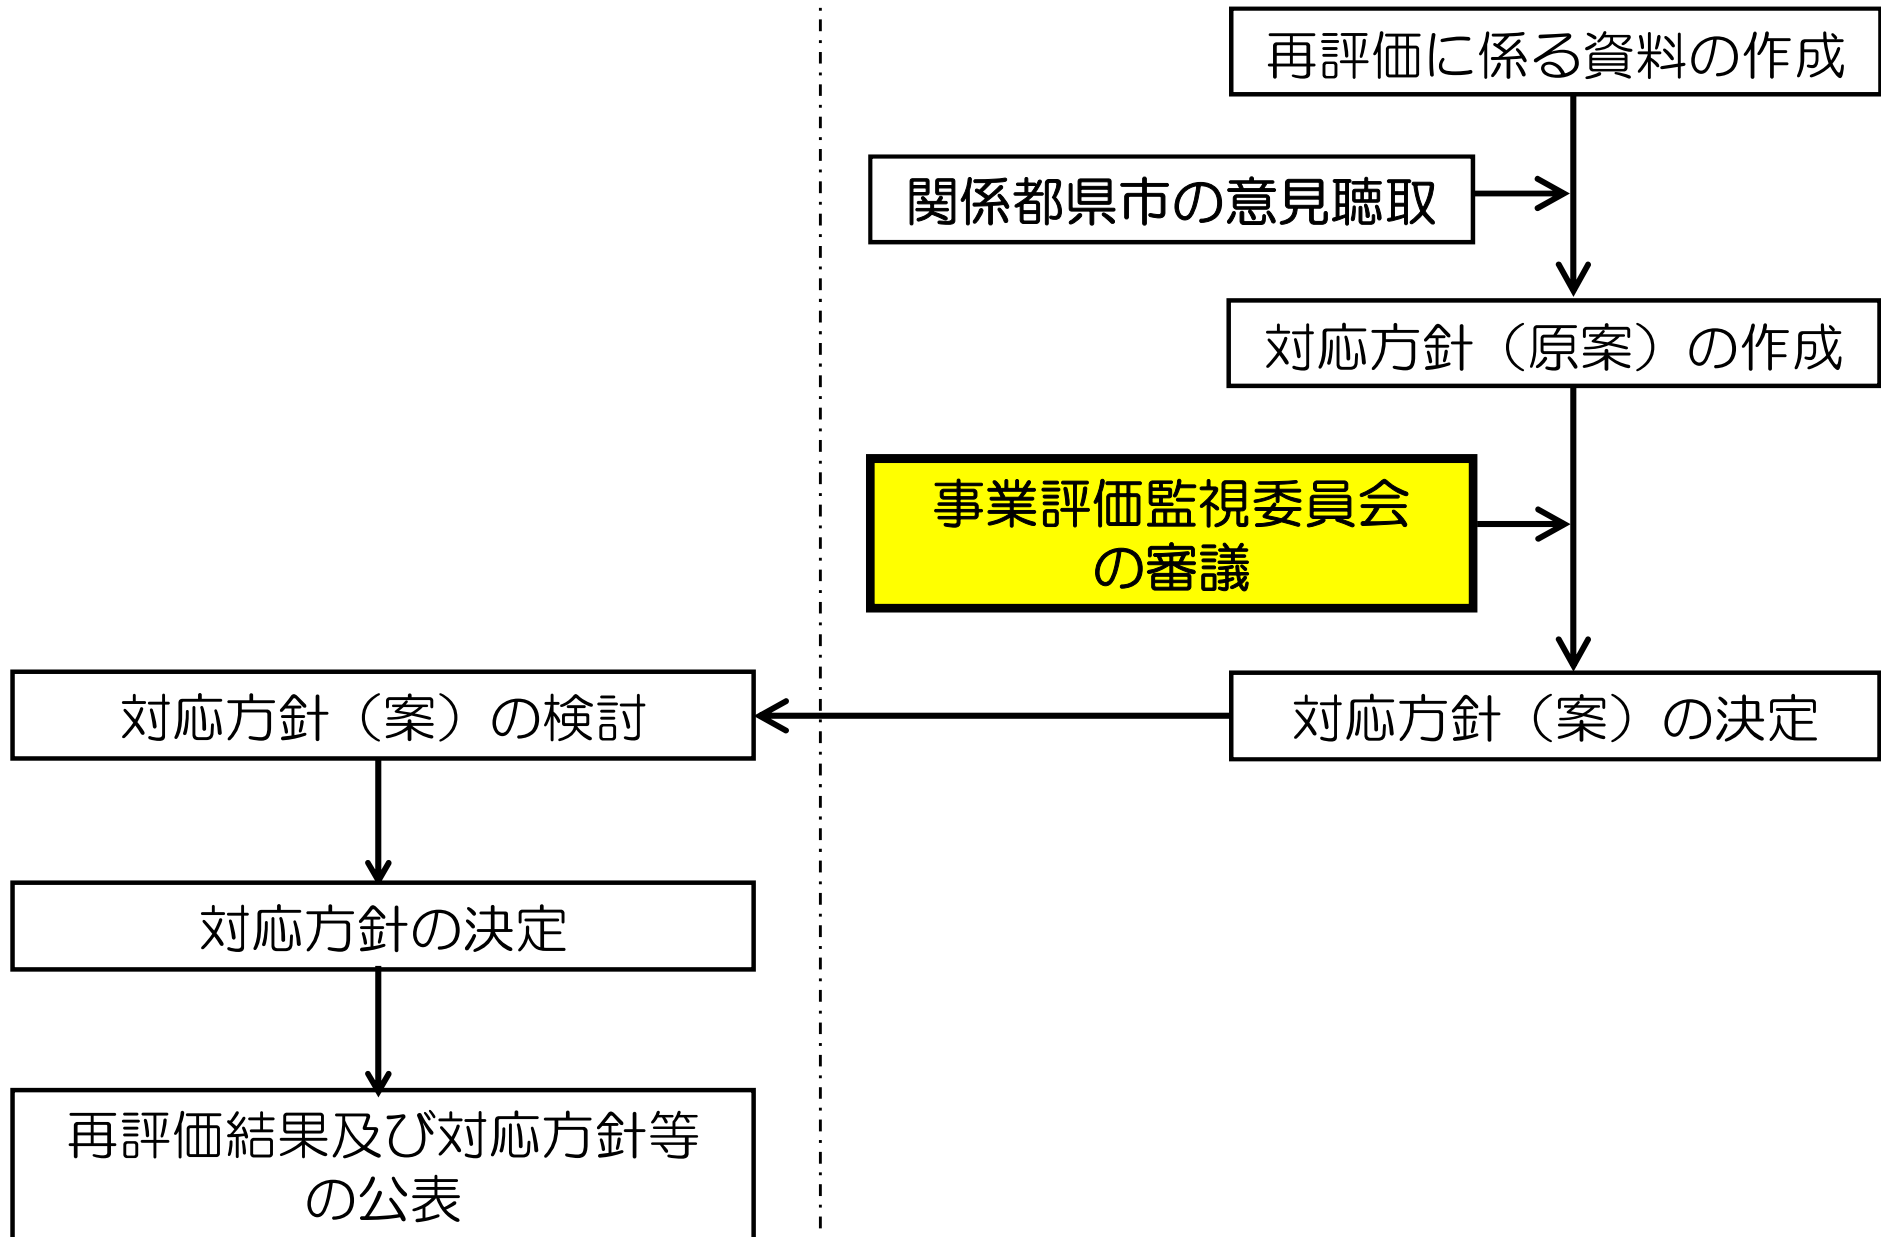 再評価に係る資料の作成
関係都県市の意見聴取
対応方針（原案）の作成
事業評価監視委員会
の審議
対応方針（案）の決定
対応方針（案）の検討
対応方針の決定
再評価結果及び対応方針等
の公表